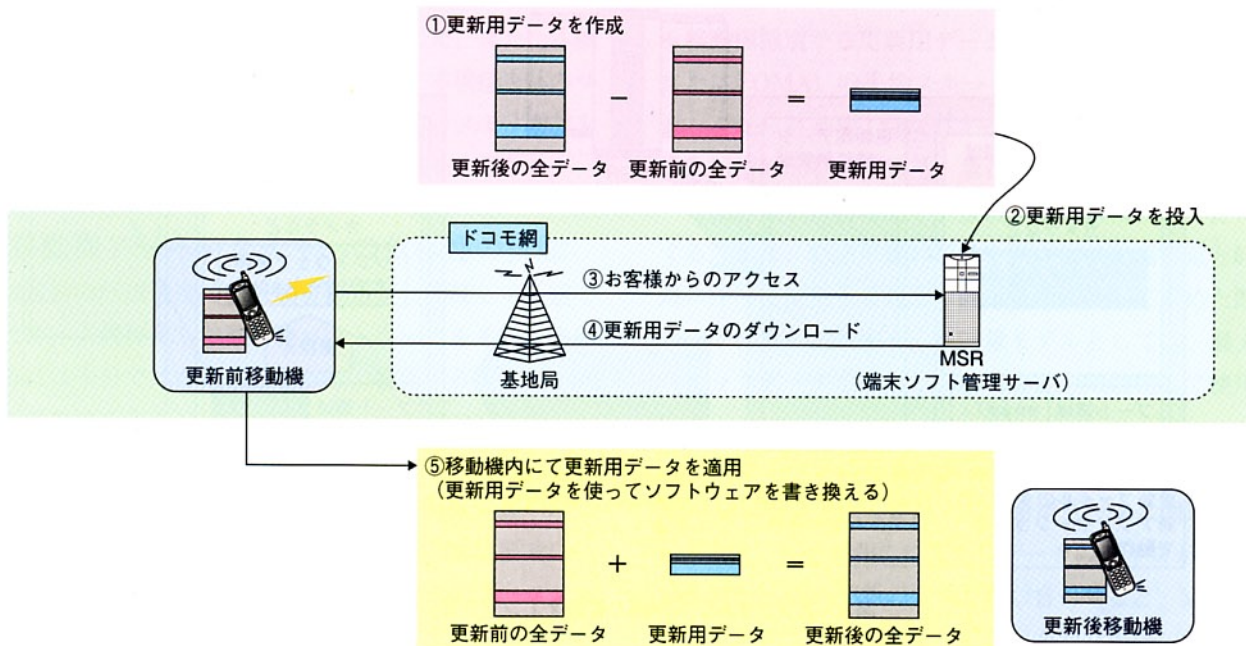 ①更新用データを作成
－
＝
更新後の全データ
更新前の全データ
更新用データ
②更新用データを投入
ドコモ網
③お客様からのアクセス
④更新用データのダウンロード
更新前移動機
基地局
MSR
(端末ソフト管理サーバ)
⑤移動機内にて更新用データを適用
(更新用データを使ってソフトウェアを書き換える)
＋
＝
更新前の全データ
更新用データ
更新後の全データ
更新後移動機